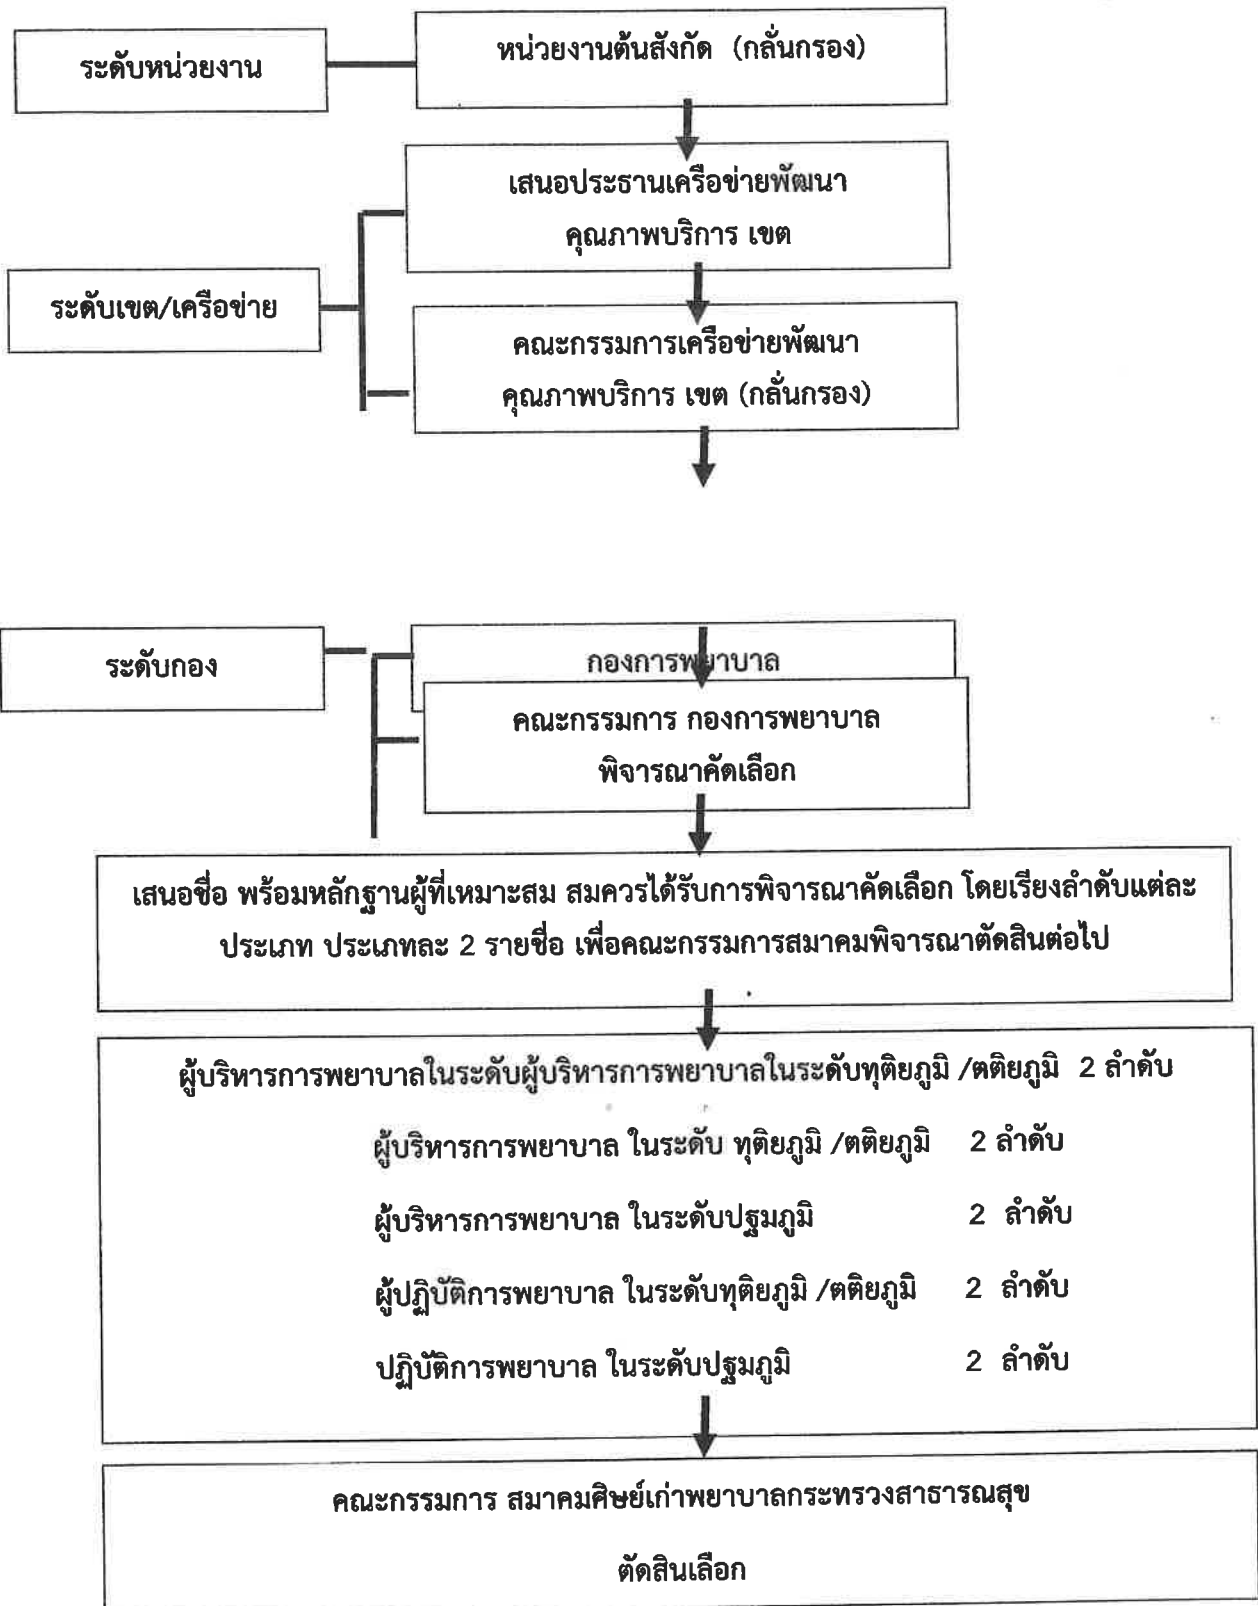 หน่วยงานต้นสังกัด (กลั่นกรอง)
ระดับหน่วยงาน
เสนอประธานเครือข่ายพัฒนา
คุณภาพบริการ เขต
ระดับเขต/เครือข่าย
คณะกรรมการเครือข่ายพัฒนา
คุณภาพบริการ เขต (กลั่นกรอง)
ระดับกอง
กองการพยาบาล
คณะกรรมการ กองการพยาบาล
พิจารณาคัดเลือก
เสนอชื่อ พร้อมหลักฐานผู้ที่เหมาะสม สมควรได้รับการพิจารณาคัดเลือก โดยเรียงลำดับแต่ละ
ประเภท ประเภทละ 2 รายชื่อ เพื่อคณะกรรมการสมาคมพิจารณาตัดสินต่อไป
ผู้บริหารการพยาบาลในระดับผู้บริหารการพยาบาลในระดับทุติยภูมิ /ตติยภูมิ 2 ลำดับ
ผู้บริหารการพยาบาล ในระดับ ทุติยภูมิ /ตติยภูมิ 2 ลำดับ
ผู้บริหารการพยาบาล ในระดับปฐมภูมิ 2 ลำดับ
ผู้ปฏิบัติการพยาบาล ในระดับทุติยภูมิ /ตติยภูมิ 2 ลำดับ
ปฏิบัติการพยาบาล ในระดับปฐมภูมิ 2 ลำดับ
คณะกรรมการ สมาคมศิษย์เก่าพยาบาลกระทรวงสาธารณสุข
ตัดสินเลือก